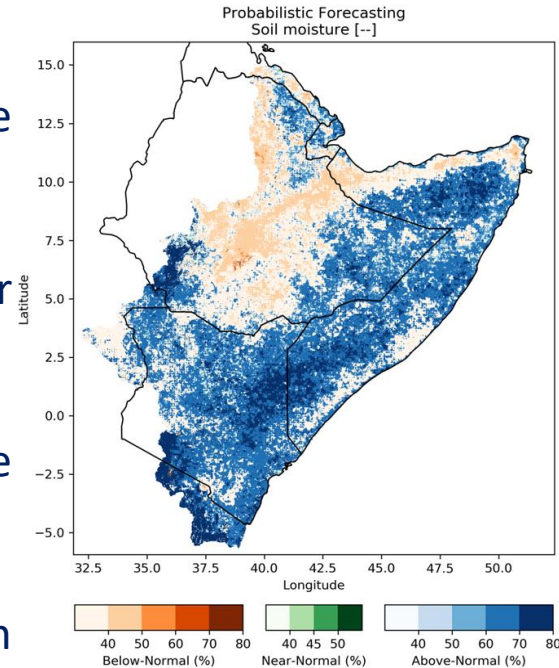 Probabilistic Forecasting
Soil moisture [--]
e
r
e
n
Latitude
15.0
12.5
10.0
7.5
5.0
2.5
0.0
−2.5
−5.0
32.5 35.0 37.5 40.0 42.5 45.0 47.5 50.0
Longitude
40 50 60 70 80
Below-Normal (%)
40 45 50
Near-Normal (%)
40 50 60 70 80
Above-Normal (%)